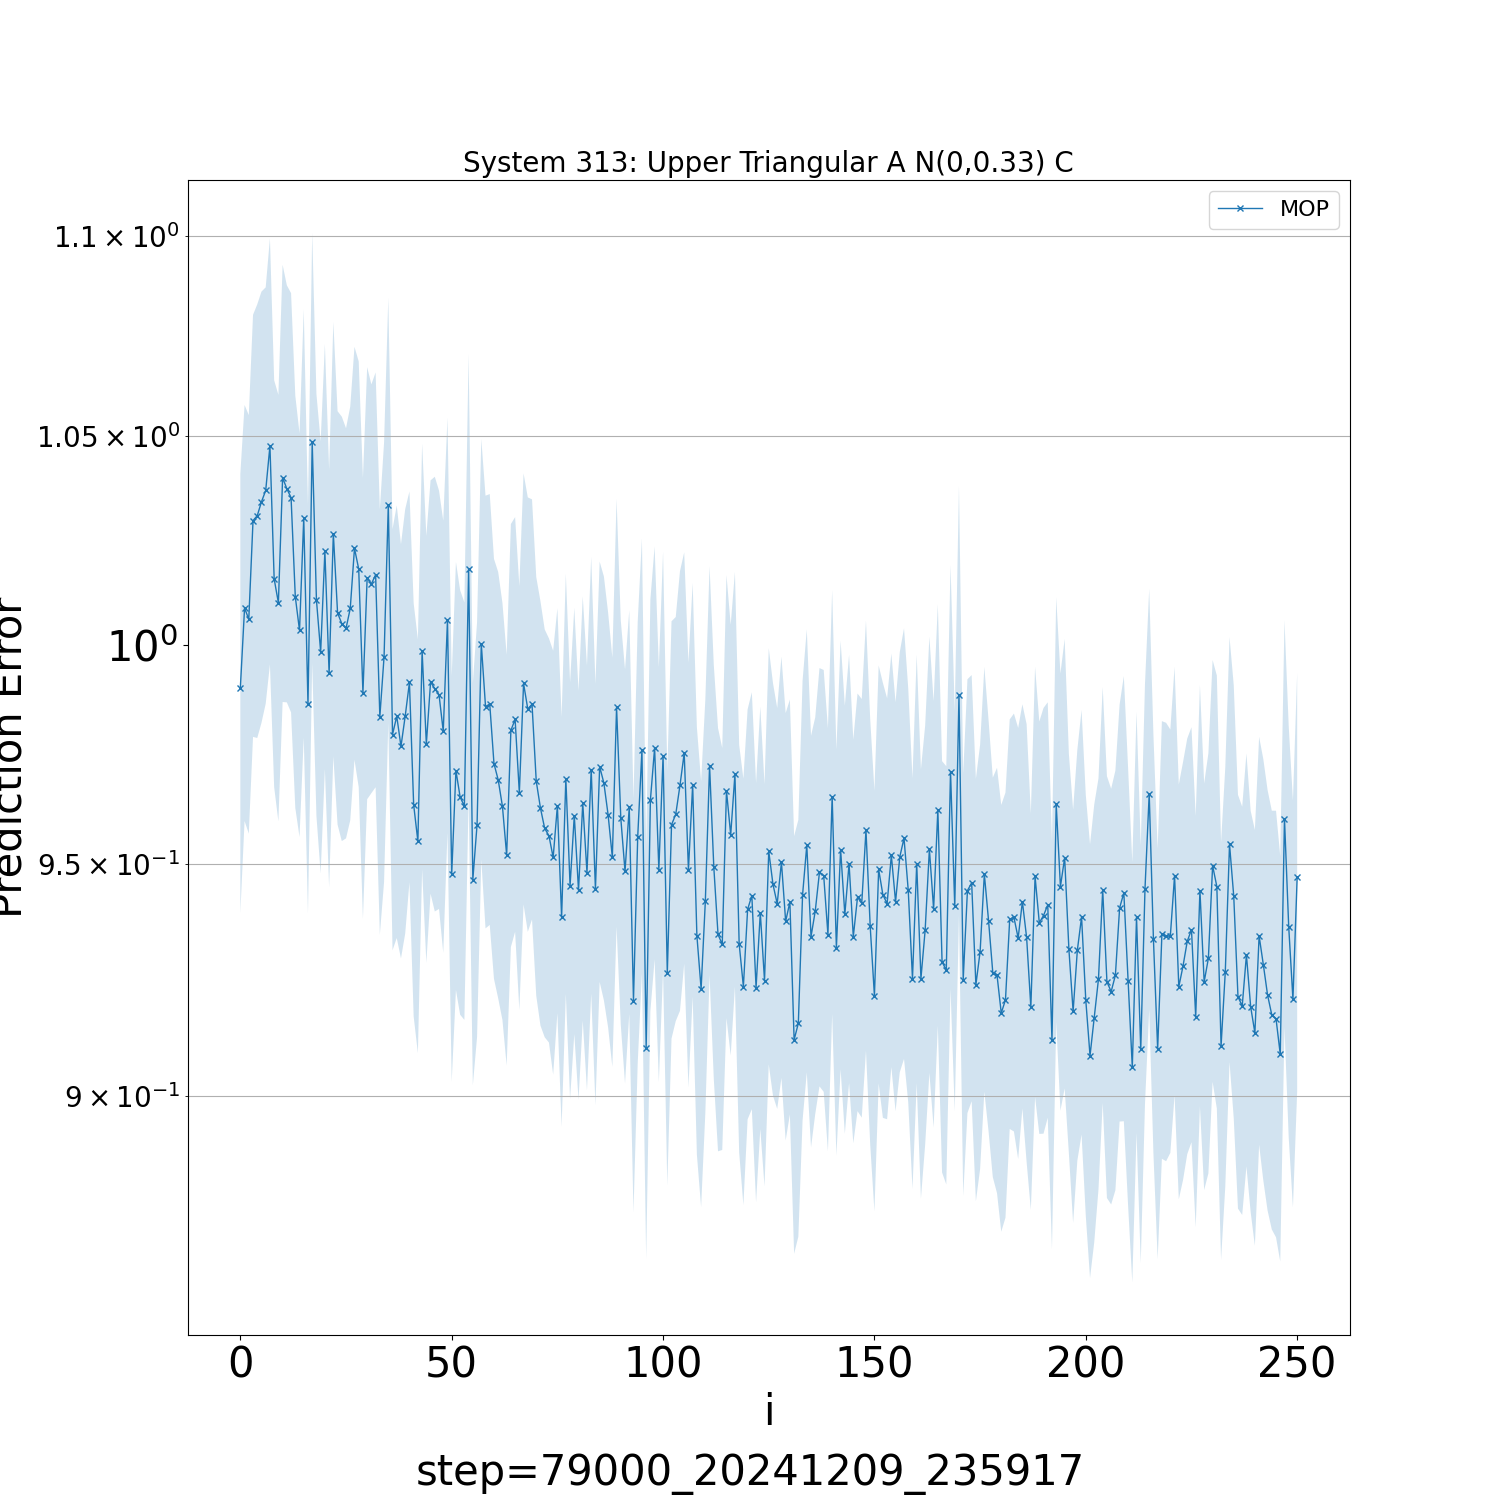 System 313: Upper Triangular A N(0,0.33) C
MOP
1.1 × 10⁰
1.05 × 10⁰
10⁰
9.5 × 10⁻¹
9 × 10⁻¹
Prediction Error
0 50 100 150 200 250
i
step=79000_20241209_235917